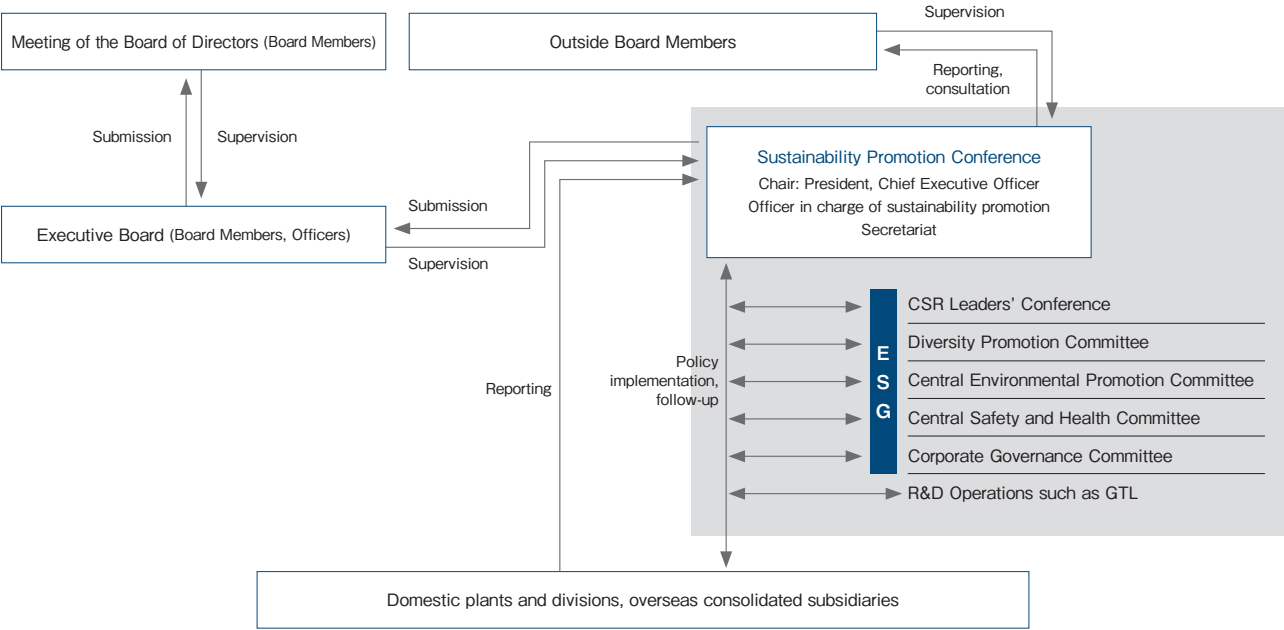 Supervision
Meeting of the Board of Directors (Board Members)
Outside Board Members
Reporting,
consultation
Submission
Supervision
Sustainability Promotion Conference
Chair: President, Chief Executive Officer
Officer in charge of sustainability promotion
Secretariat
Submission
Executive Board (Board Members, Officers)
Supervision
CSR Leaders’ Conference
Diversity Promotion Committee
Central Environmental Promotion Committee
Central Safety and Health Committee
Corporate Governance Committee
R&D Operations such as GTL
E
S
G
Policy
implementation,
follow-up
Reporting
Domestic plants and divisions, overseas consolidated subsidiaries